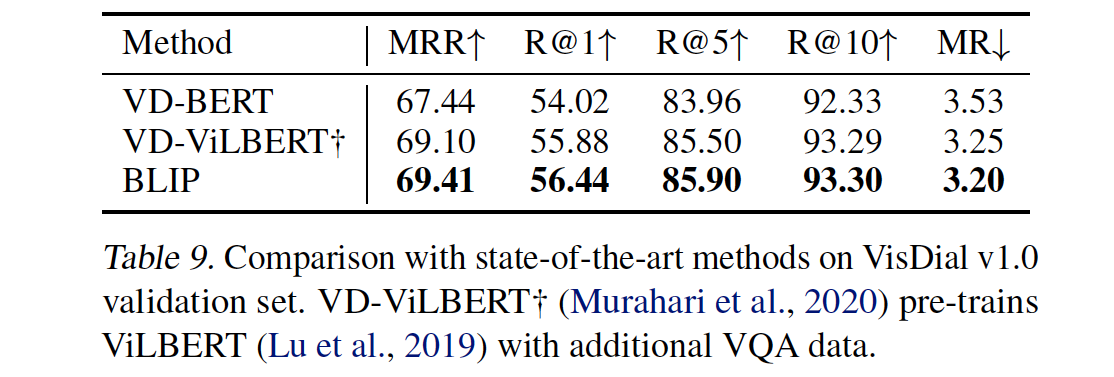 Method MRR↑ R@1↑ R@5↑ R@10↑ MR↓
VD-BERT 67.44 54.02 83.96 92.33 3.53
VD-ViLBERT† 69.10 55.88 85.50 93.29 3.25
BLIP 69.41 56.44 85.90 93.30 3.20
Table 9. Comparison with state-of-the-art methods on VisDial v1.0
validation set. VD-ViLBERT† (Murahari et al., 2020) pre-trains
ViLBERT (Lu et al., 2019) with additional VQA data.